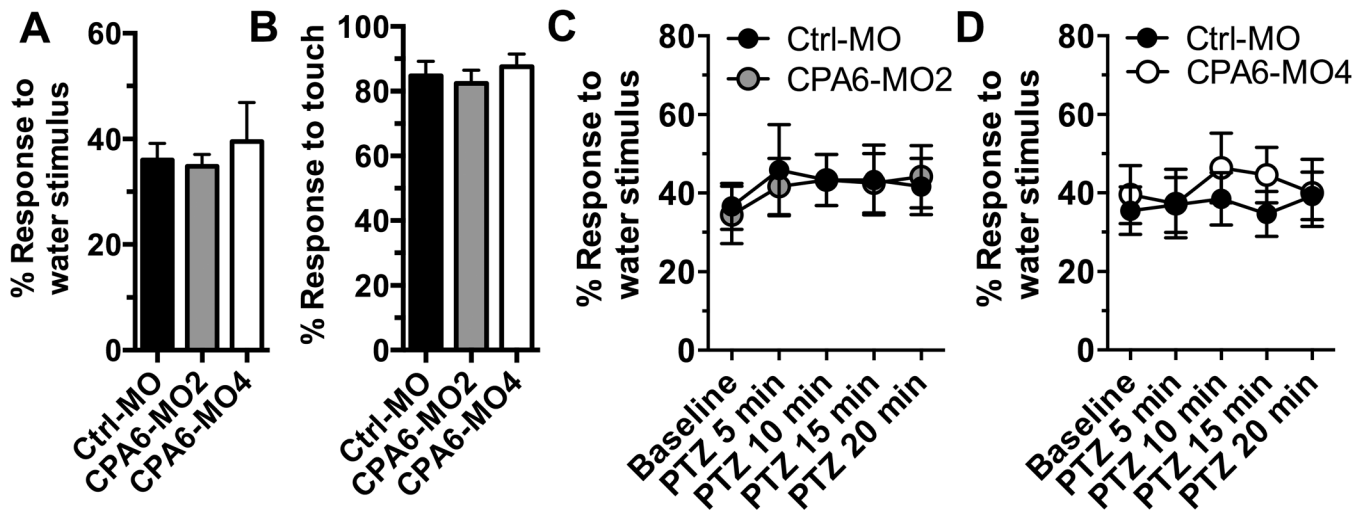 A
% Response to
water stimulus
60
40
20
0
Ctrl-MO
CPA6-MO2
CPA6-MO4
B
% Response to touch
100
80
60
40
20
0
Ctrl-MO
CPA6-MO2
CPA6-MO4
C
% Response to
water stimulus
80
60
40
20
0
Ctrl-MO
CPA6-MO2
Baseline
PTZ 5 min
PTZ 10 min
PTZ 15 min
PTZ 20 min
D
% Response to
water stimulus
80
60
40
20
0
Ctrl-MO
CPA6-MO4
Baseline
PTZ 5 min
PTZ 10 min
PTZ 15 min
PTZ 20 min